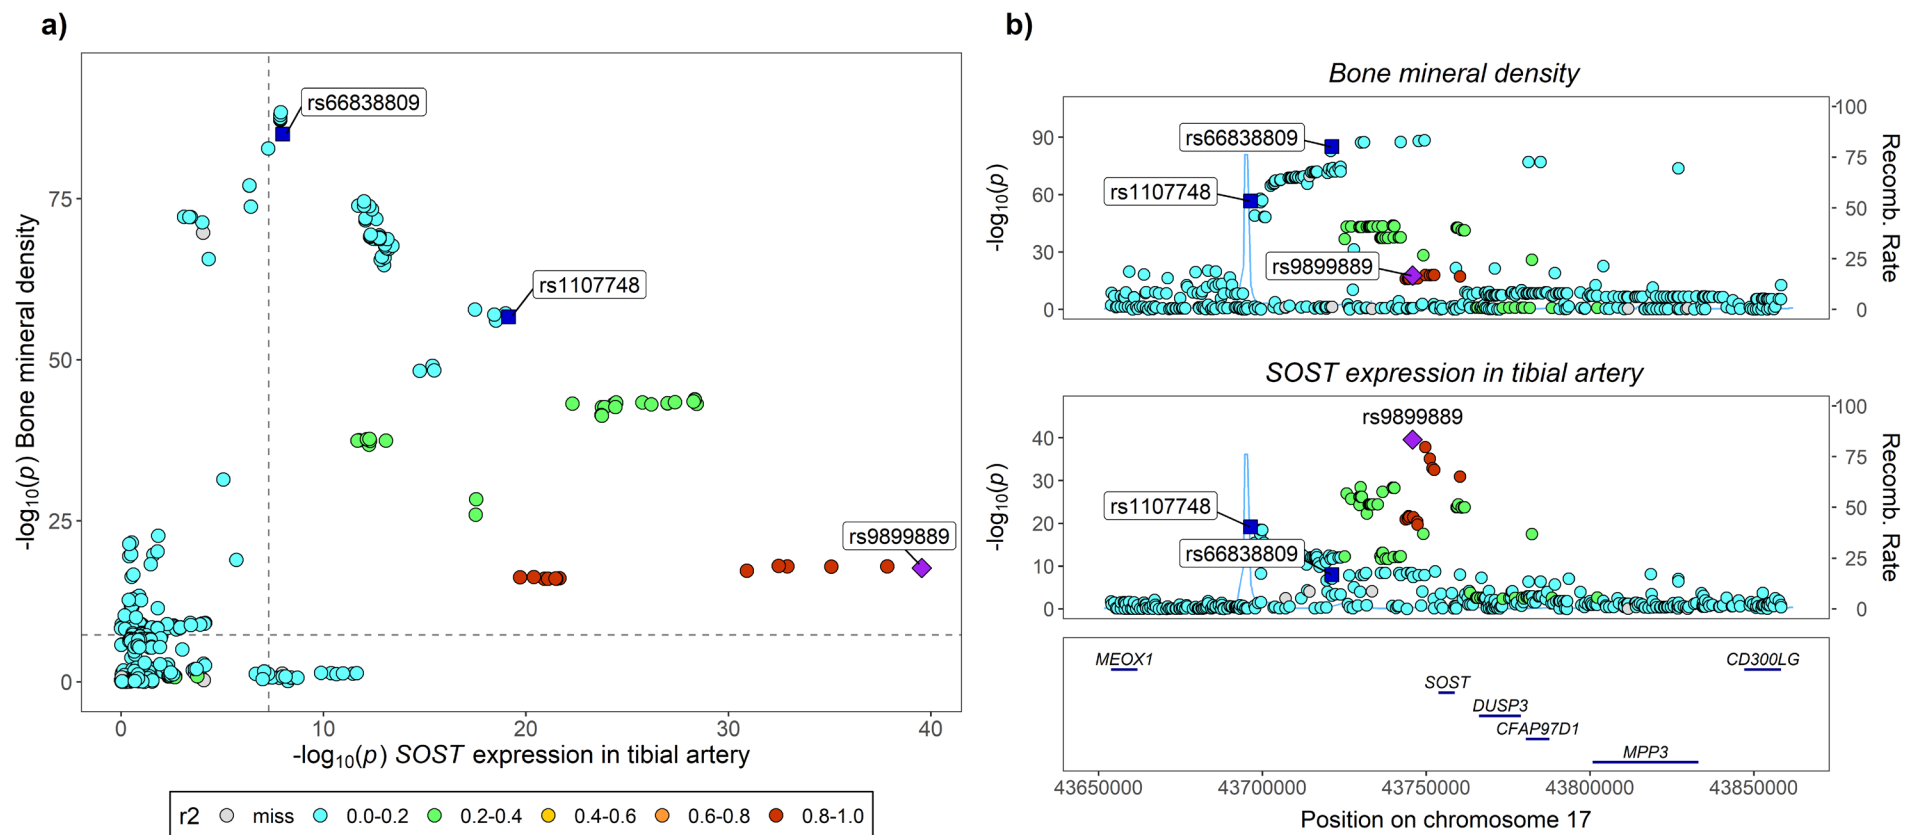 a)
rs66838809
rs1107748
rs9899889
75
50
25
0
-log10(p) Bone mineral density
0 10 20 30 40
-log10(p) SOST expression in tibial artery
r2 miss 0.0-0.2 0.2-0.4 0.4-0.6 0.6-0.8 0.8-1.0
b)
Bone mineral density
rs66838809
rs1107748
rs9899889
90
60
30
0
-log10(p)
100
75
50
25
0
Recomb. Rate
SOST expression in tibial artery
rs9899889
rs1107748
rs66838809
40
30
20
10
0
-log10(p)
100
75
50
25
0
Recomb. Rate
MEOX1 CD300LG
SOST
DUSP3
CFAP97D1
MPP3
43650000 43700000 43750000 43800000 43850000
Position on chromosome 17